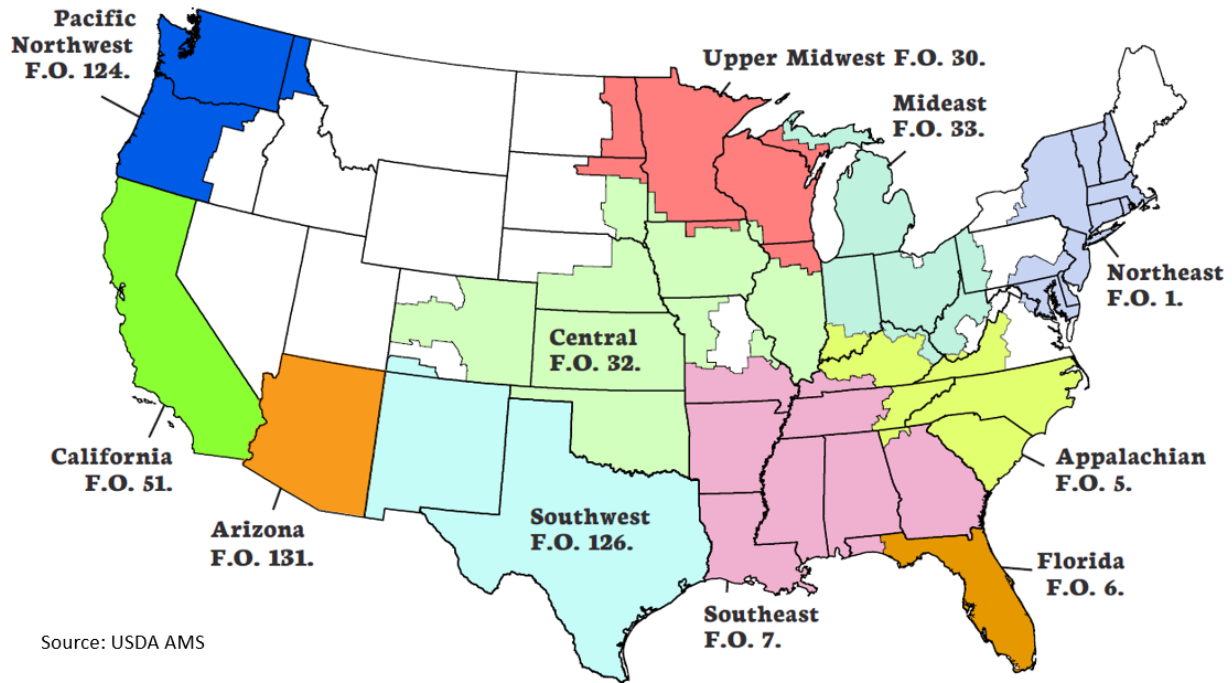 Pacific
Northwest
F.O. 124.
Upper Midwest F.O. 30.
Mideast
F.O. 33.
Northeast
F.O. 1.
Central
F.O. 32.
California
F.O. 51.
Arizona
F.O. 131.
Southwest
F.O. 126.
Appalachian
F.O. 5.
Florida
F.O. 6.
Southeast
F.O. 7.
Source: USDA AMS